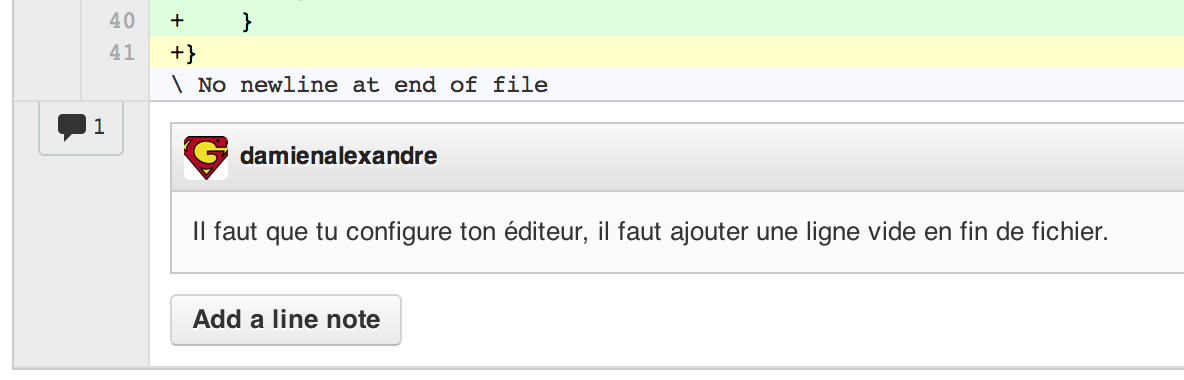 40 + }
41 +}
\ No newline at end of file
1
G
damienalexandre
Il faut que tu configure ton éditeur, il faut ajouter une ligne vide en fin de fichier.
Add a line note